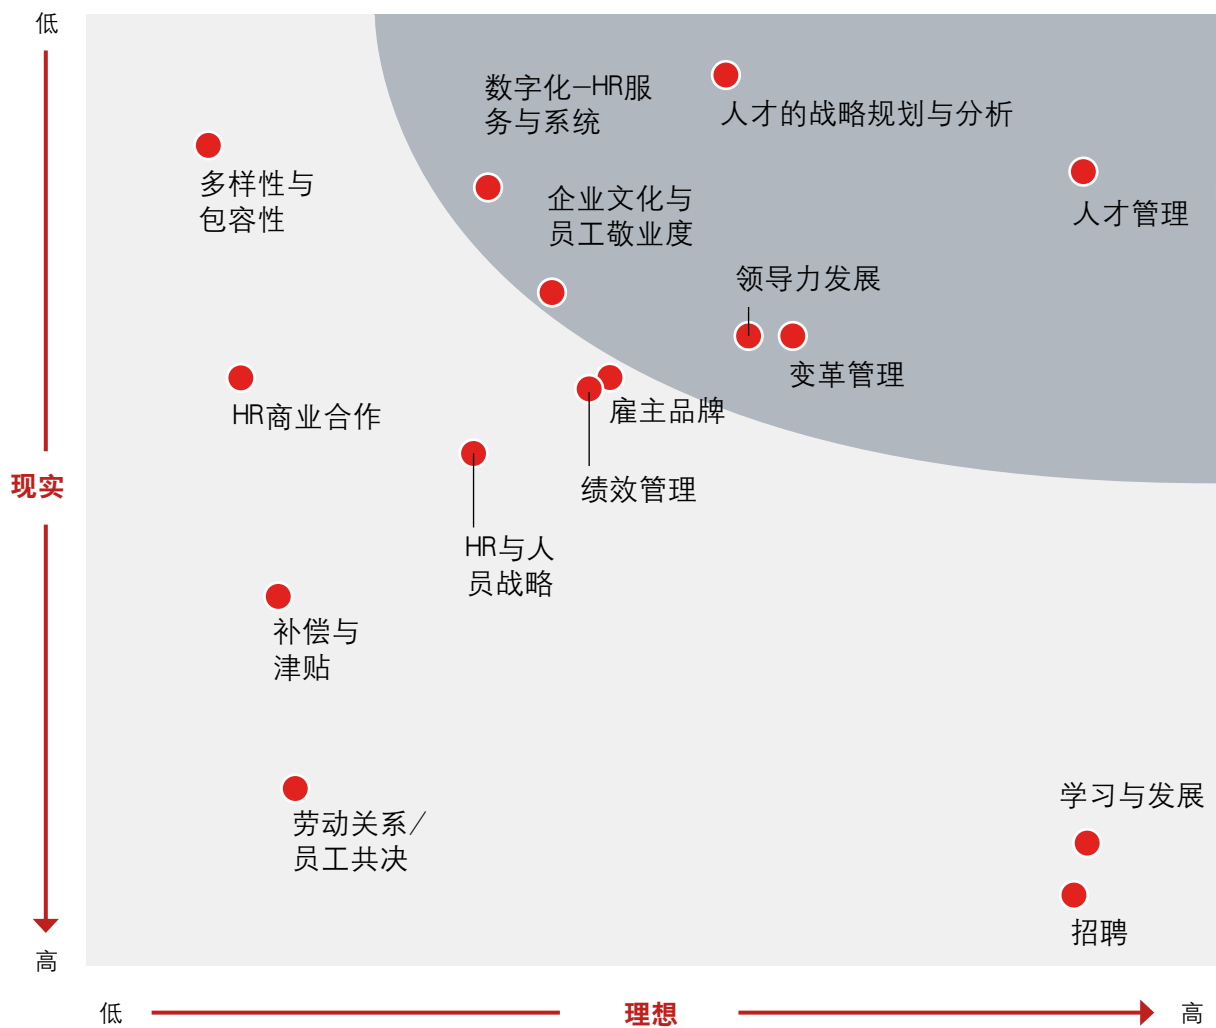 低
数字化—HR服
务与系统
人才的战略规划与分析
多样性与
包容性
企业文化与
员工敬业度
人才管理
领导力发展
变革管理
HR商业合作
雇主品牌
现实
绩效管理
HR与人
员战略
补偿与
津贴
学习与发展
劳动关系/
员工共决
招聘
高
低
理想
高